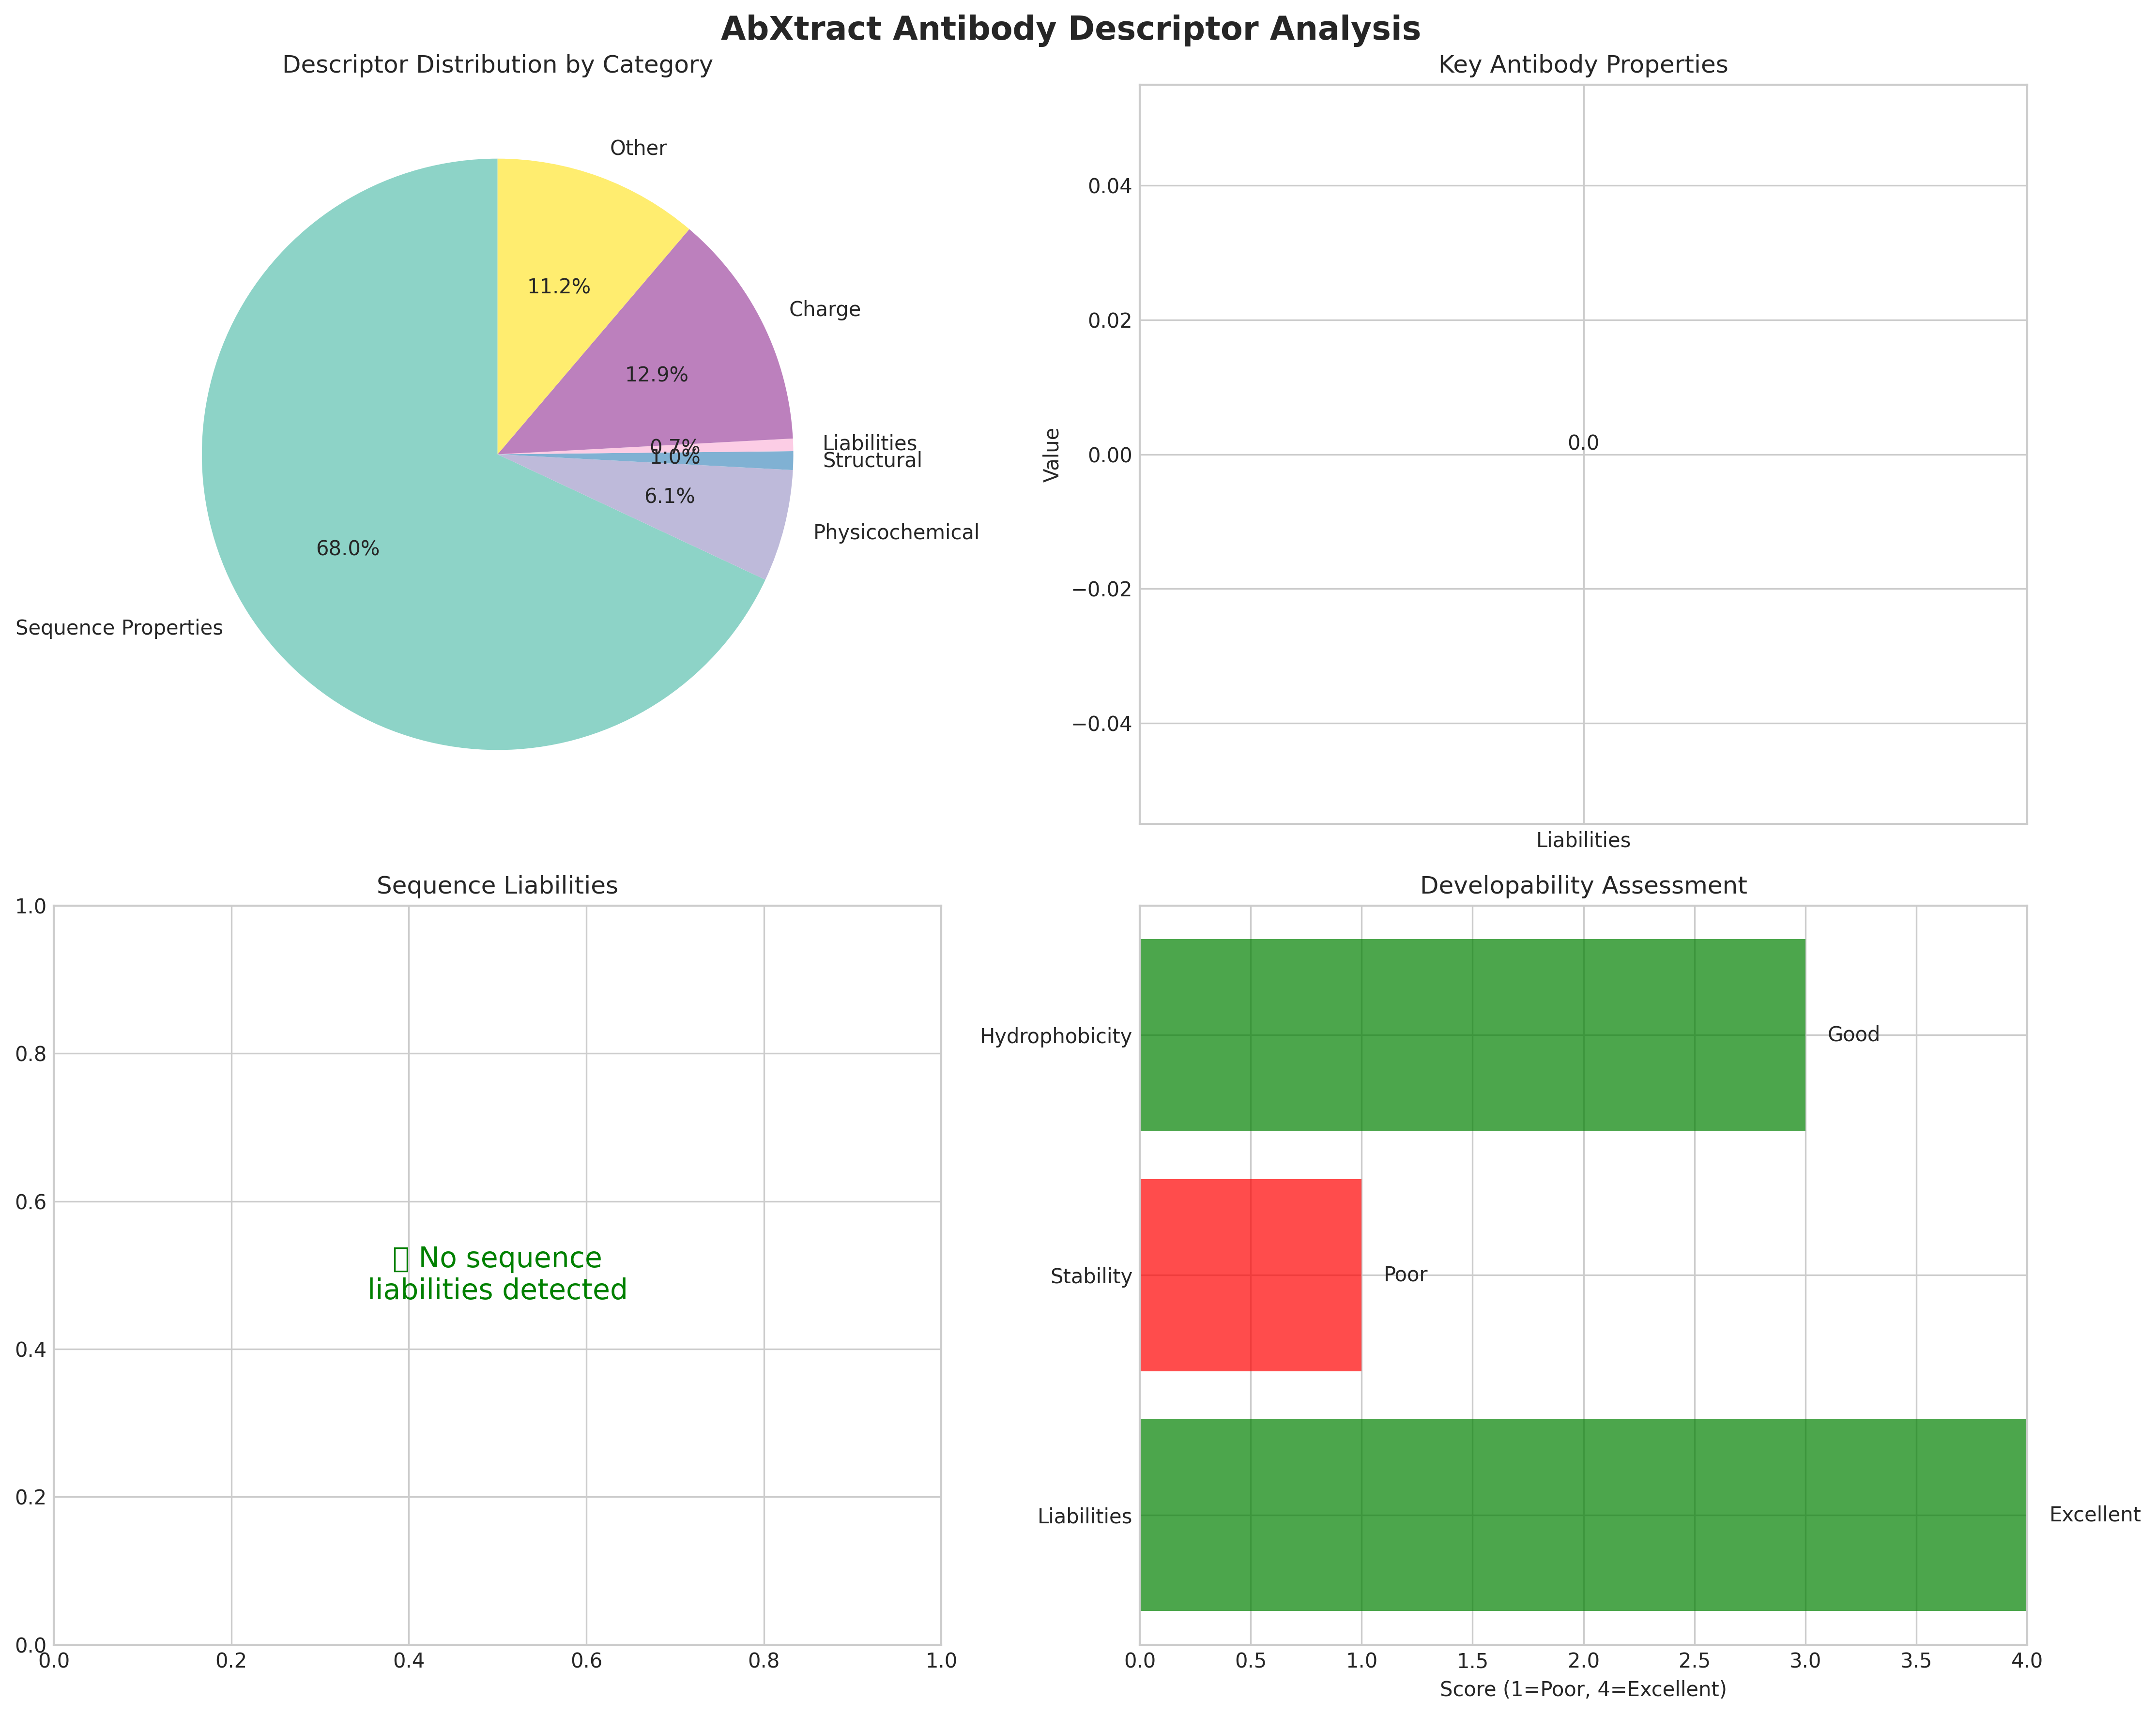 AbXtract Antibody Descriptor Analysis
Descriptor Distribution by Category
Other
11.2%
Charge
12.9%
Liabilities
0.7%
1.0%
Structural
6.1%
Physicochemical
68.0%
Sequence Properties
Key Antibody Properties
0.04
0.02
0.00
−0.02
−0.04
Value
0.0
Liabilities
Sequence Liabilities
1.0
0.8
0.6
0.4
0.2
0.0
No sequence
liabilities detected
0.0 0.2 0.4 0.6 0.8 1.0
Developability Assessment
Hydrophobicity
Good
Stability
Poor
Liabilities
Excellent
0.0 0.5 1.0 1.5 2.0 2.5 3.0 3.5 4.0
Score (1=Poor, 4=Excellent)